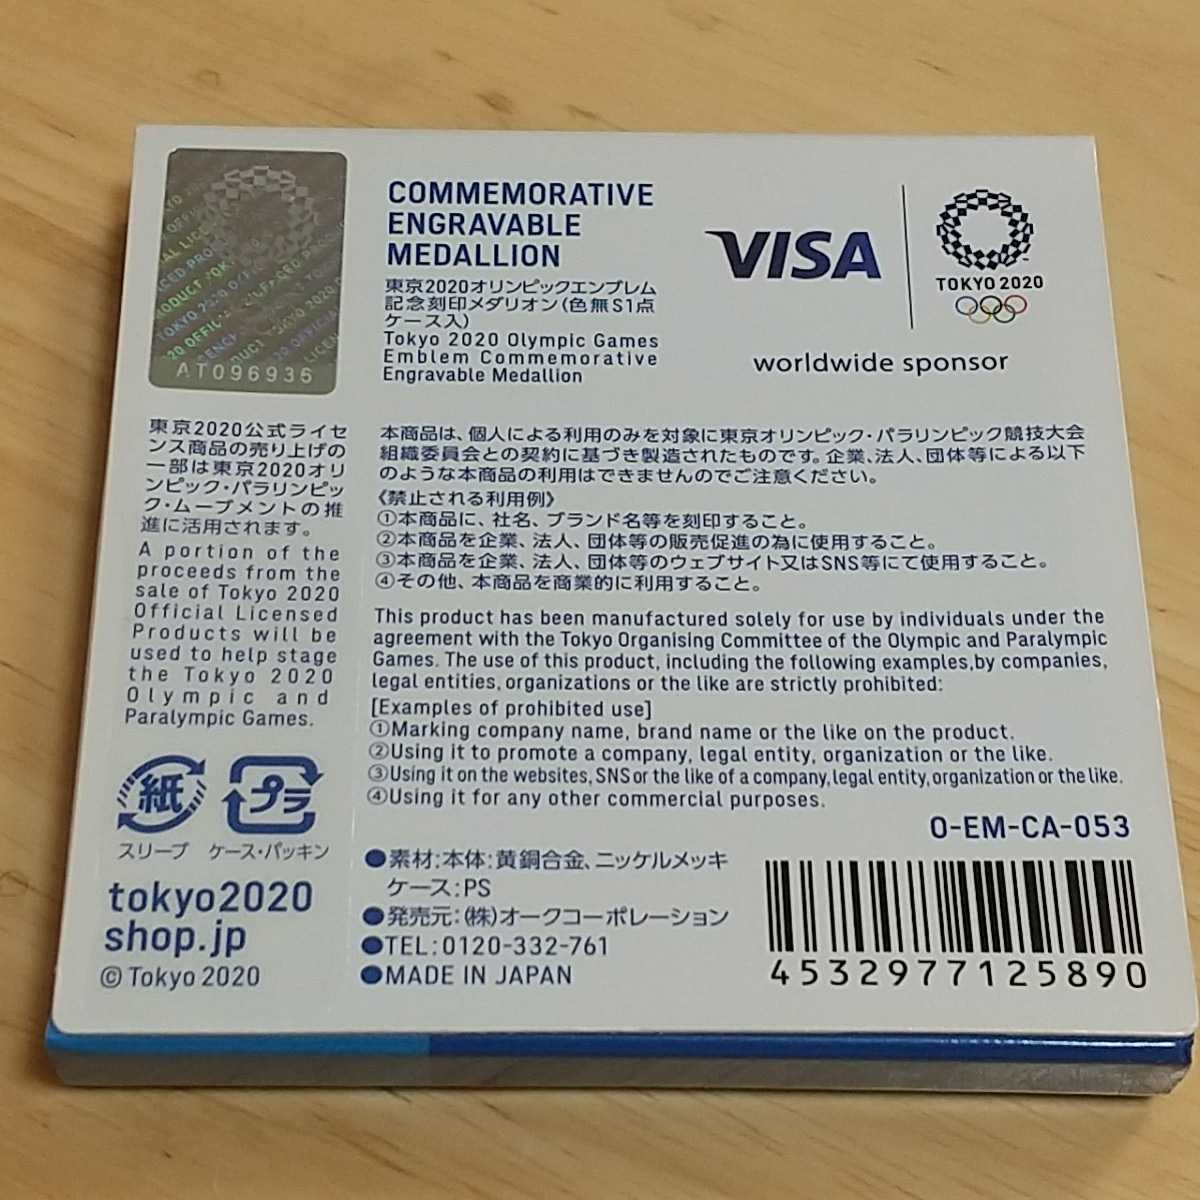 AT096936
COMMEMORATIVE
ENGRAVABLE
MEDALLION
東京2020オリンピックエンブレム
記念刻印メダリオン(色無S1点
ケース入)
Tokyo 2020 Olympic Games
Emblem Commemorative
Engravable Medallion
VISA
TOKYO 2020
worldwide sponsor
東京2020公式ライセ
ンス商品の売り上げの
一部は東京2020オリ
ンピック・パラリンピッ
ク・ムーブメントの推
進に活用されます。
A portion of the
proceeds from the
sale of Tokyo 2020
Official Licensed
Products will be
used to help stage
the Tokyo 2020
Olympic and
Paralympic Games.
本商品は、個人による利用のみを対象に東京オリンピック・パラリンピック競技大会
組織委員会との契約に基づき製造されたものです。企業、法人、団体等による以下
のような本商品の利用はできませんのでご注意ください。
《禁止される利用例》
①本商品に、社名、ブランド名等を刻印すること。
②本商品を企業、法人、団体等の販売促進の為に使用すること。
③本商品を企業、法人、団体等のウェブサイト又はSNS等にて使用すること。
④その他、本商品を商業的に利用すること。
This product has been manufactured solely for use by individuals under the
agreement with the Tokyo Organising Committee of the Olympic and Paralympic
Games. The use of this product, including the following examples,by companies,
legal entities, organizations or the like are strictly prohibited:
[Examples of prohibited use]
①Marking company name, brand name or the like on the product.
②Using it to promote a company, legal entity, organization or the like.
③Using it on the websites, SNS or the like of a company, legal entity, organization or the like.
④Using it for any other commercial purposes.
O-EM-CA-053
紙
プラ
スリーブ ケース・パッキン
tokyo2020
shop.jp
© Tokyo 2020
●素材:本体:黄銅合金、ニッケルメッキ
ケース:PS
●発売元:(株)オークコーポレーション
●TEL:0120-332-761
●MADE IN JAPAN
4532977125890